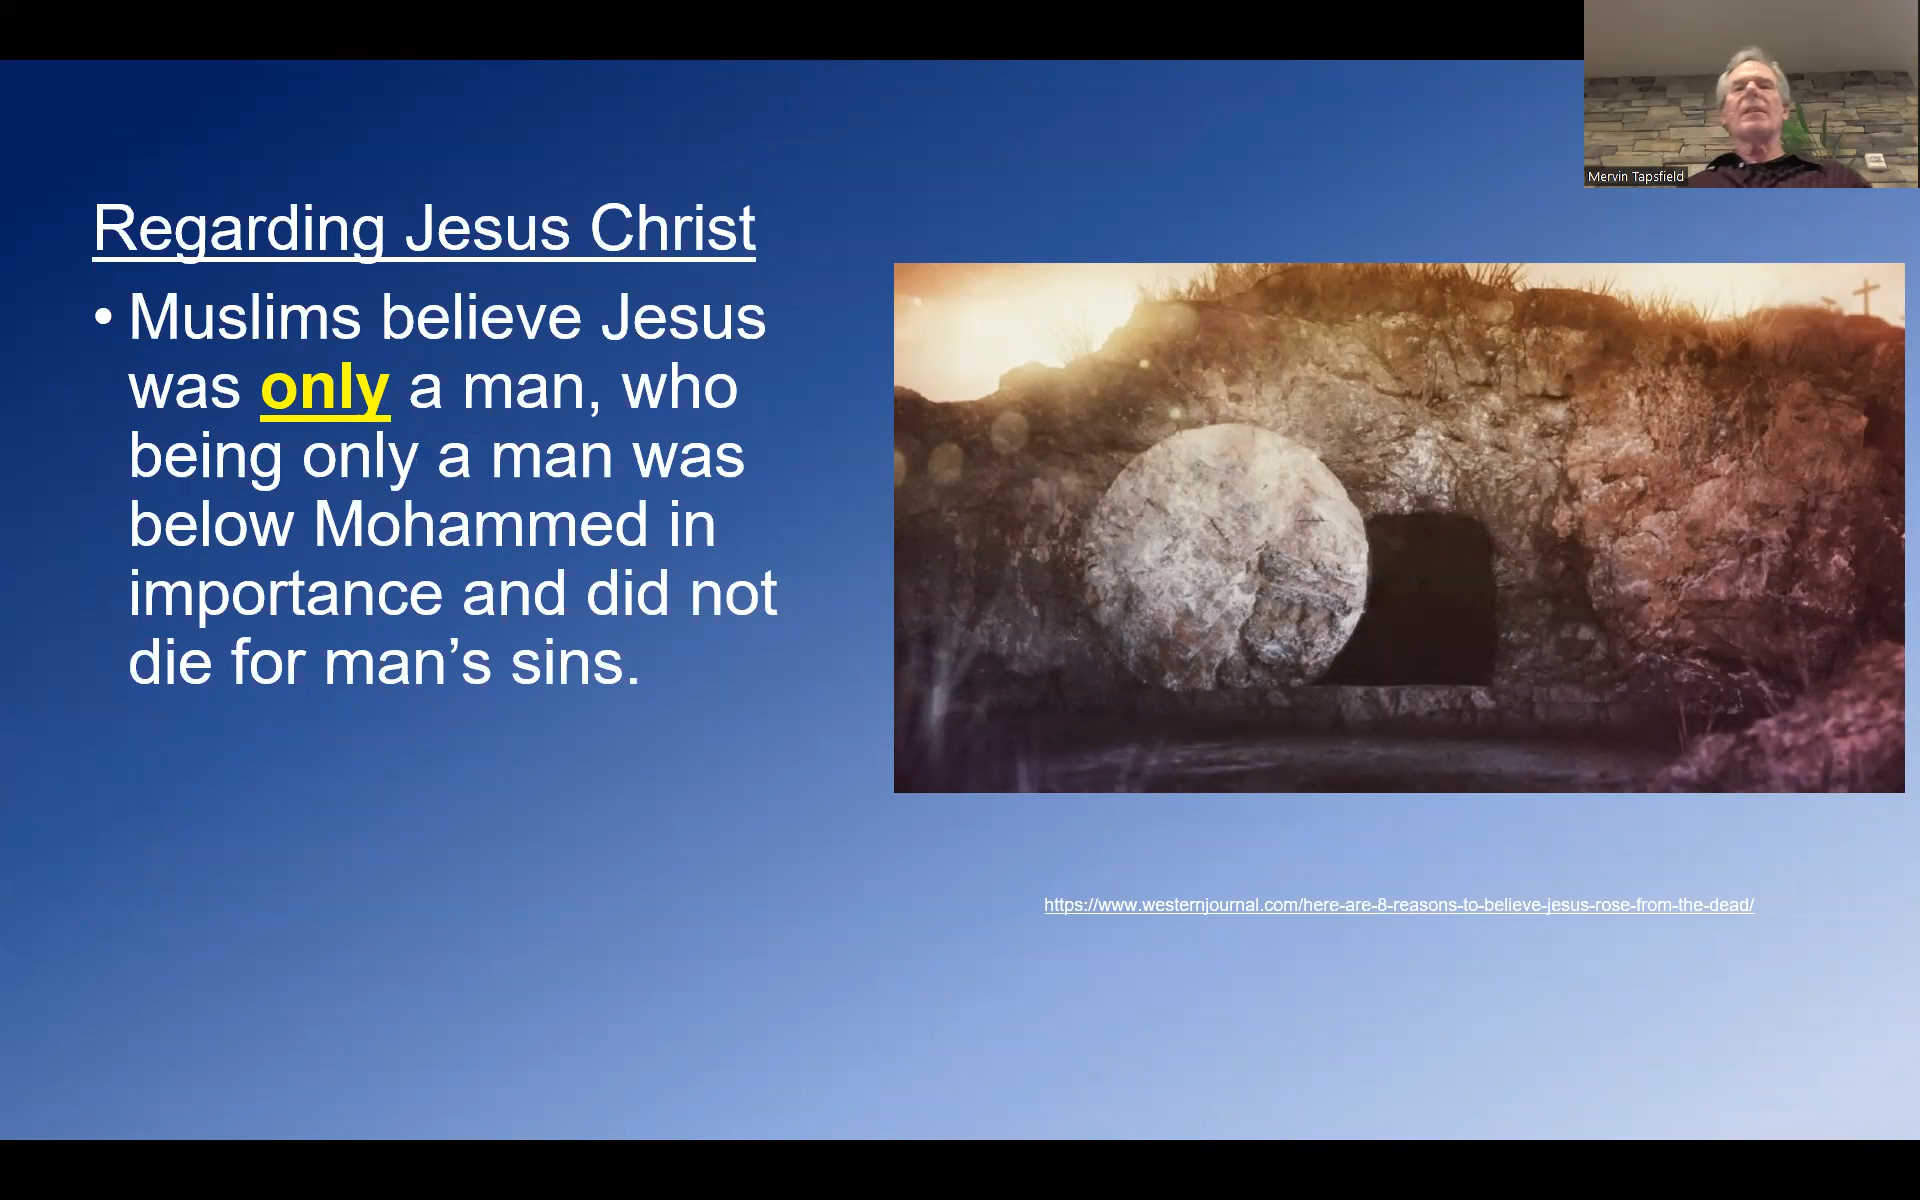 Mervin Tapsfield
Regarding Jesus Christ
• Muslims believe Jesus
was only a man, who
being only a man was
below Mohammed in
importance and did not
die for man’s sins.
https://www.westernjournal.com/here-are-8-reasons-to-believe-jesus-rose-from-the-dead/